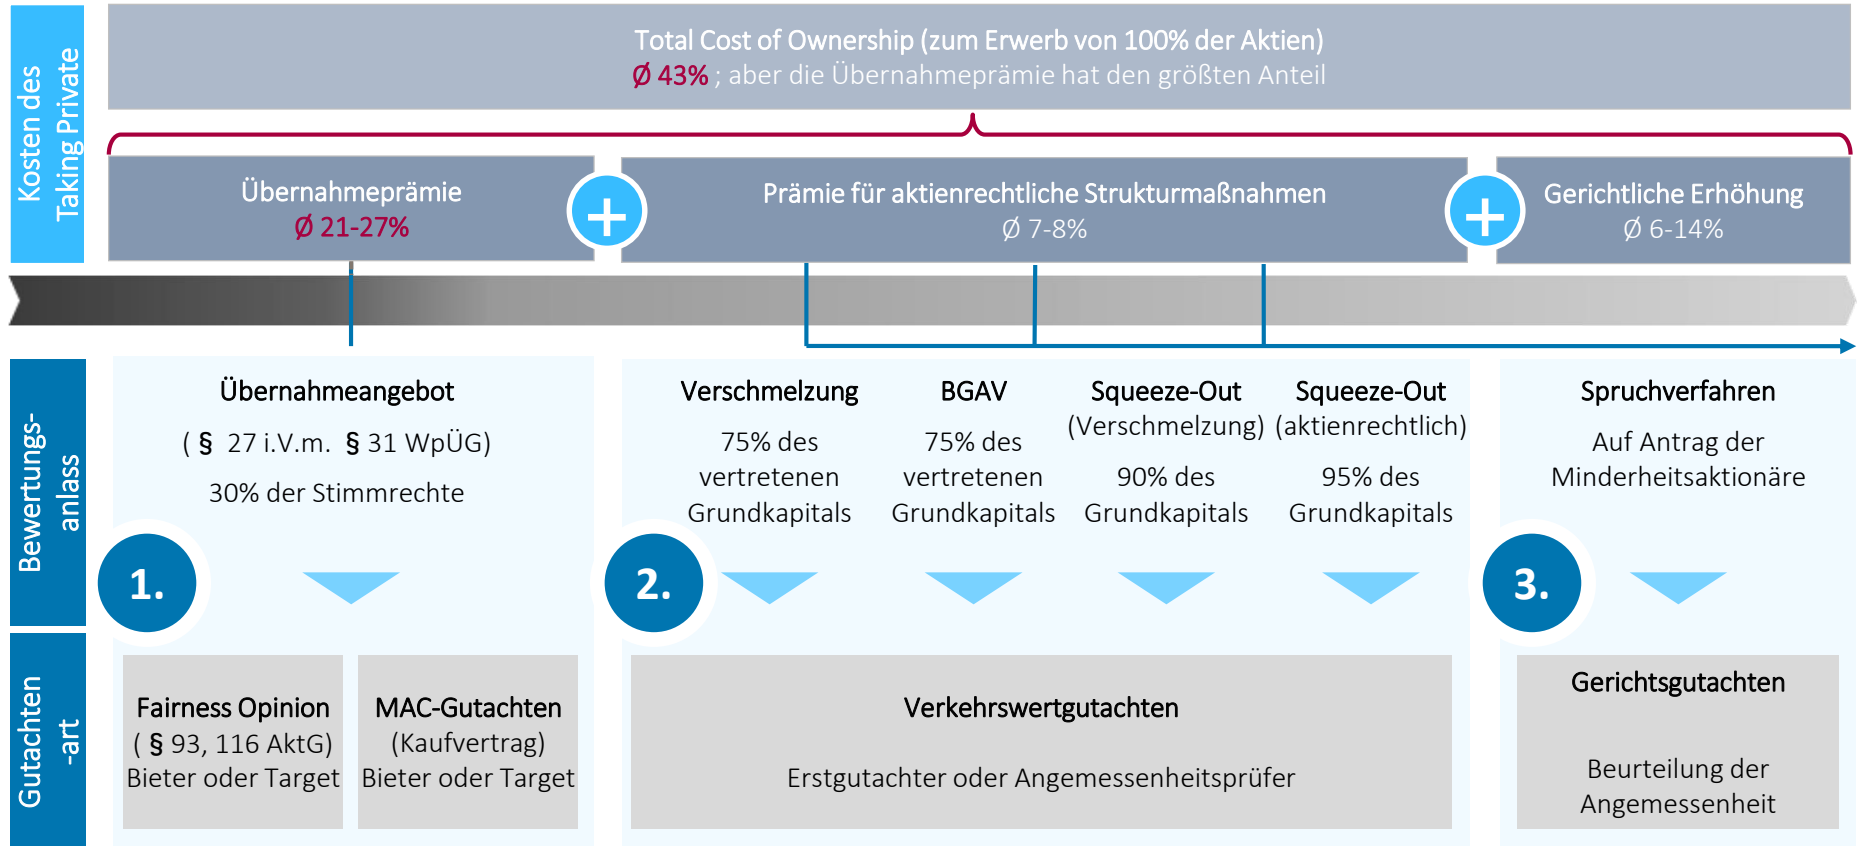 Kosten des
Taking Private
Total Cost of Ownership (zum Erwerb von 100% der Aktien)
Ø 43% ; aber die Übernahmeprämie hat den größten Anteil
Übernahmeprämie
Ø 21-27%
+
Prämie für aktienrechtliche Strukturmaßnahmen
Ø 7-8%
+
Gerichtliche Erhöhung
Ø 6-14%
Bewertungs-
anlass
Übernahmeangebot
( § 27 i.V.m. § 31 WpÜG)
30% der Stimmrechte
1.
Verschmelzung
75% des
vertretenen
Grundkapitals
BGAV
75% des
vertretenen
Grundkapitals
Squeeze-Out
(Verschmelzung)
90% des
Grundkapitals
Squeeze-Out
(aktienrechtlich)
95% des
Grundkapitals
2.
Spruchverfahren
Auf Antrag der
Minderheitsaktionäre
3.
Gutachten
-art
Fairness Opinion
( § 93, 116 AktG)
Bieter oder Target
MAC-Gutachten
(Kaufvertrag)
Bieter oder Target
Verkehrswertgutachten
Erstgutachter oder Angemessenheitsprüfer
Gerichtsgutachten
Beurteilung der
Angemessenheit